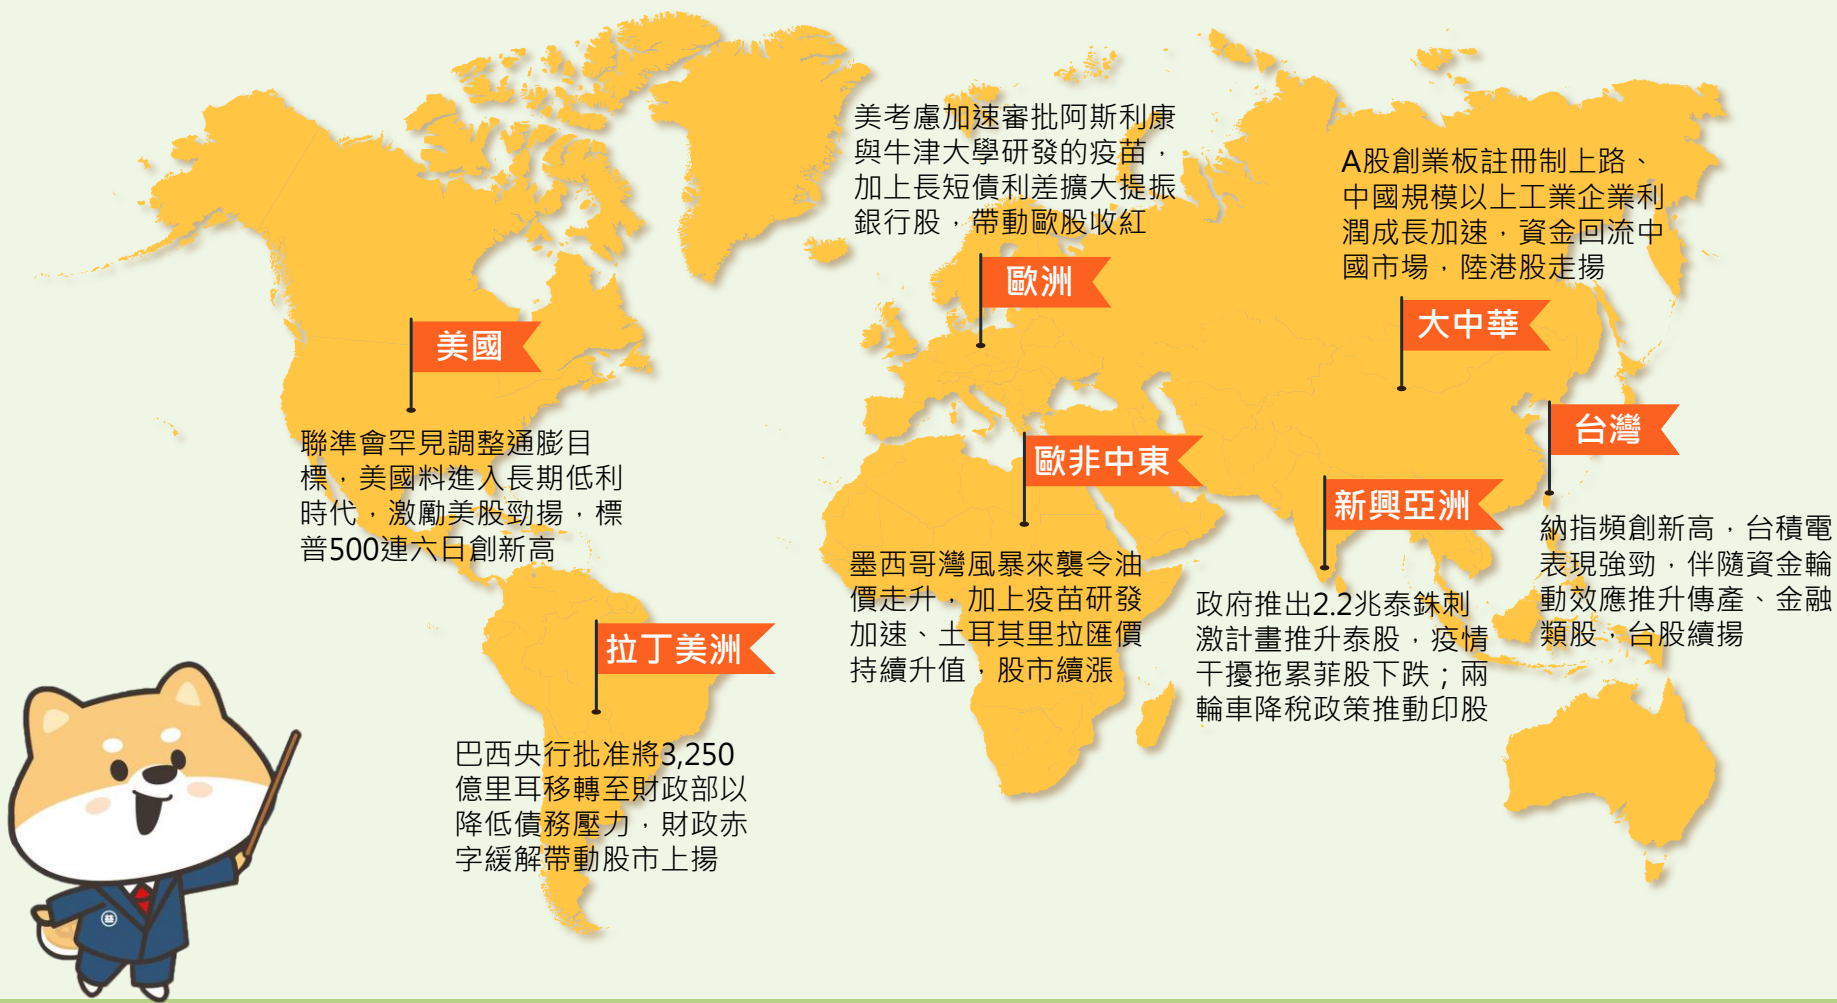 美考慮加速審批阿斯利康
與牛津大學研發的疫苗，
加上長短債利差擴大提振
銀行股，帶動歐股收紅
歐洲
A股創業板註冊制上路、
中國規模以上工業企業利
潤成長加速，資金回流中
國市場，陸港股走揚
大中華
美國
聯準會罕見調整通膨目
標，美國料進入長期低利
時代，激勵美股勁揚，標
普500連六日創新高
歐非中東
墨西哥灣風暴來襲令油
價走升，加上疫苗研發
加速、土耳其里拉匯價
持續升值，股市續漲
新興亞洲
政府推出2.2兆泰銖刺
激計畫推升泰股，疫情
干擾拖累菲股下跌；兩
輪車降稅政策推動印股
台灣
納指頻創新高，台積電
表現強勁，伴隨資金輪
動效應推升傳產、金融
類股，台股續揚
拉丁美洲
巴西央行批准將3,250
億里耳移轉至財政部以
降低債務壓力，財政赤
字緩解帶動股市上揚